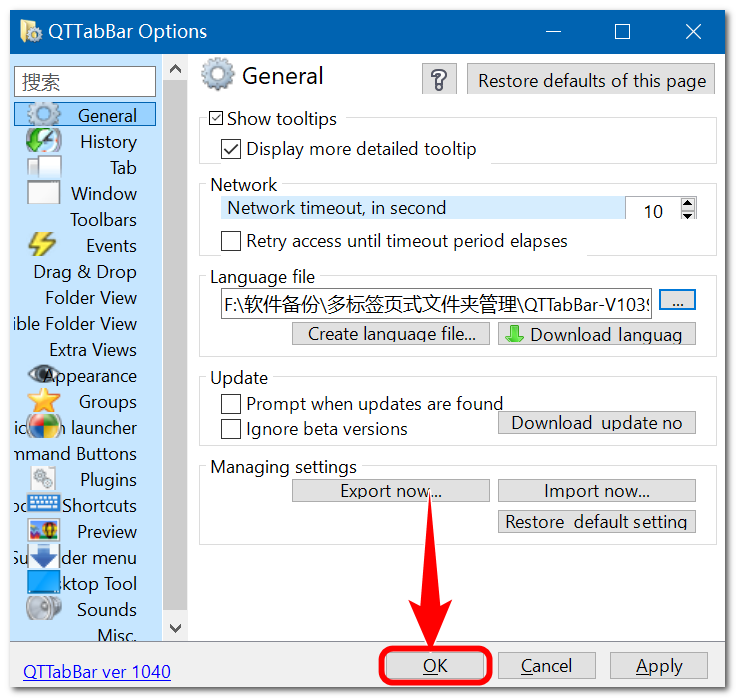 QTTabBar Options
搜索
General
History
Tab
Window
Toolbars
Events
Drag & Drop
Folder View
ible Folder View
Extra Views
Appearance
Groups
launcher
mmand Buttons
Plugins
Shortcuts
Preview
der menu
ktop Tool
Sounds
Misc.
General
?
Restore defaults of this page
Show tooltips
Display more detailed tooltip
Network
Network timeout, in second
10
Retry access until timeout period elapses
Language file
F:\软件备份\多标签页式文件夹管理\QTTabBar-V1039
...
Create language file...
Download languag
Update
Prompt when updates are found
Ignore beta versions
Download update no
Managing settings
Export now...
Import now...
Restore default setting
QTTabBar ver 1040
OK
Cancel
Apply